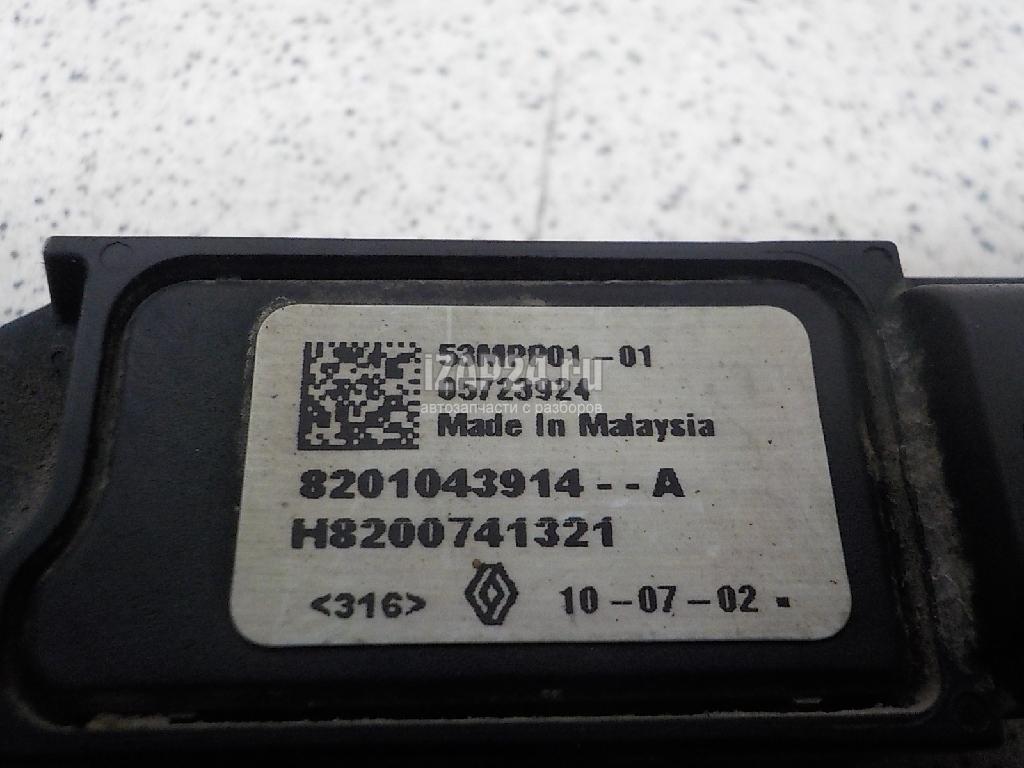 53MPP01-01
05723924
Made In Malaysia
8201043914--A
H8200741321
<316> 10-07-02
iZAP24.ru
автозапчасти с разборов